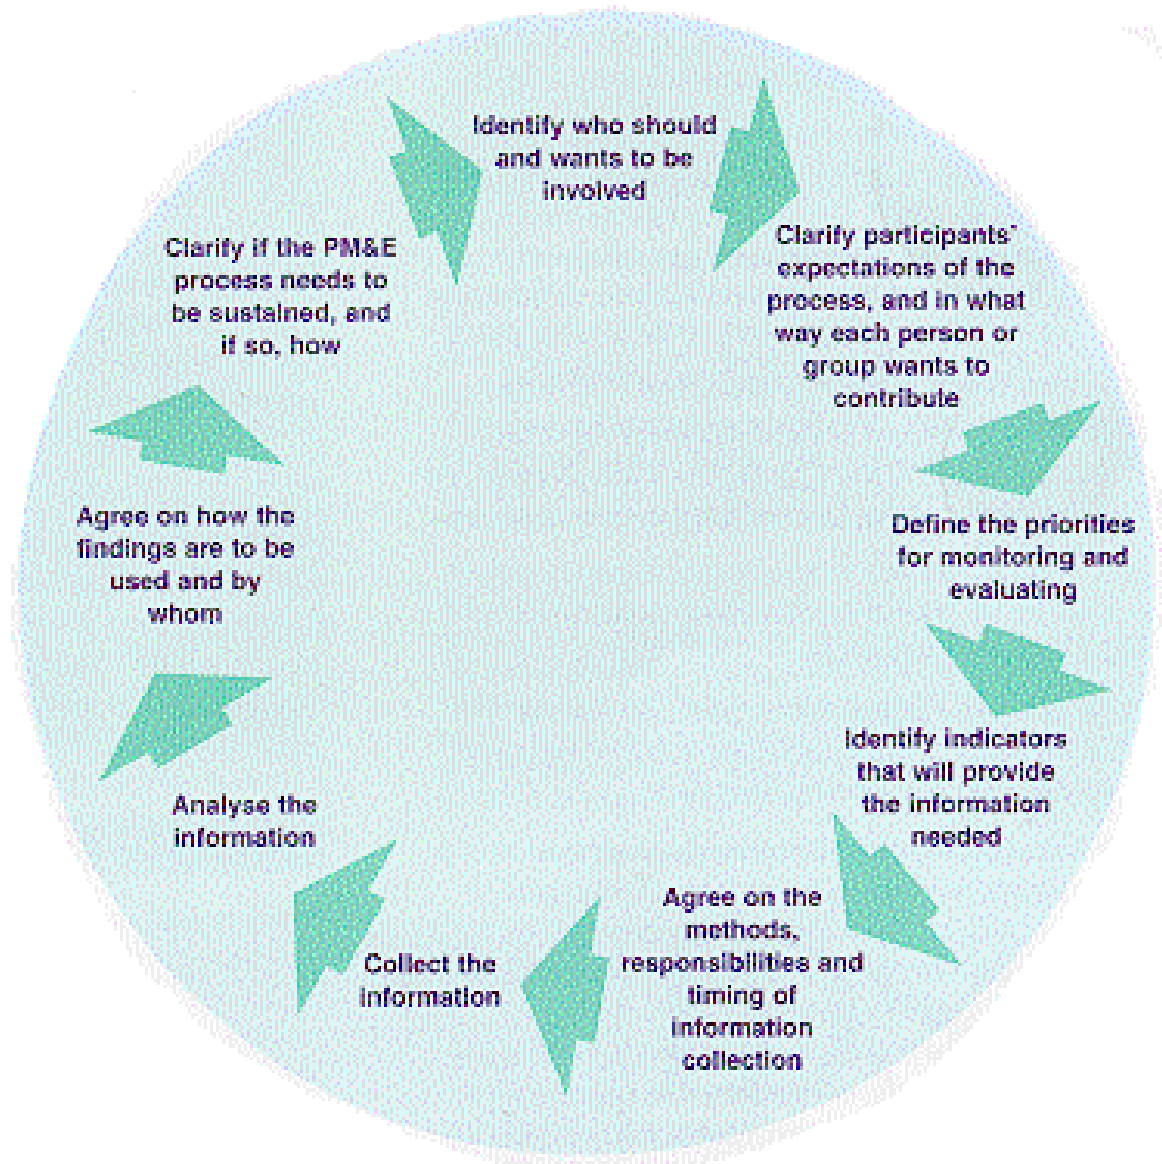 Identify who should
and wants to be
involved
Clarify participants'
expectations of the
process, and in what
way each person or
group wants to
contribute
Define the priorities
for monitoring and
evaluating
Identify indicators
that will provide
the information
needed
Agree on the
methods,
responsibilities and
timing of
information
collection
Collect the
information
Analyse the
information
Agree on how the
findings are to be
used and by
whom
Clarify if the PM&E
process needs to
be sustained, and
if so, how